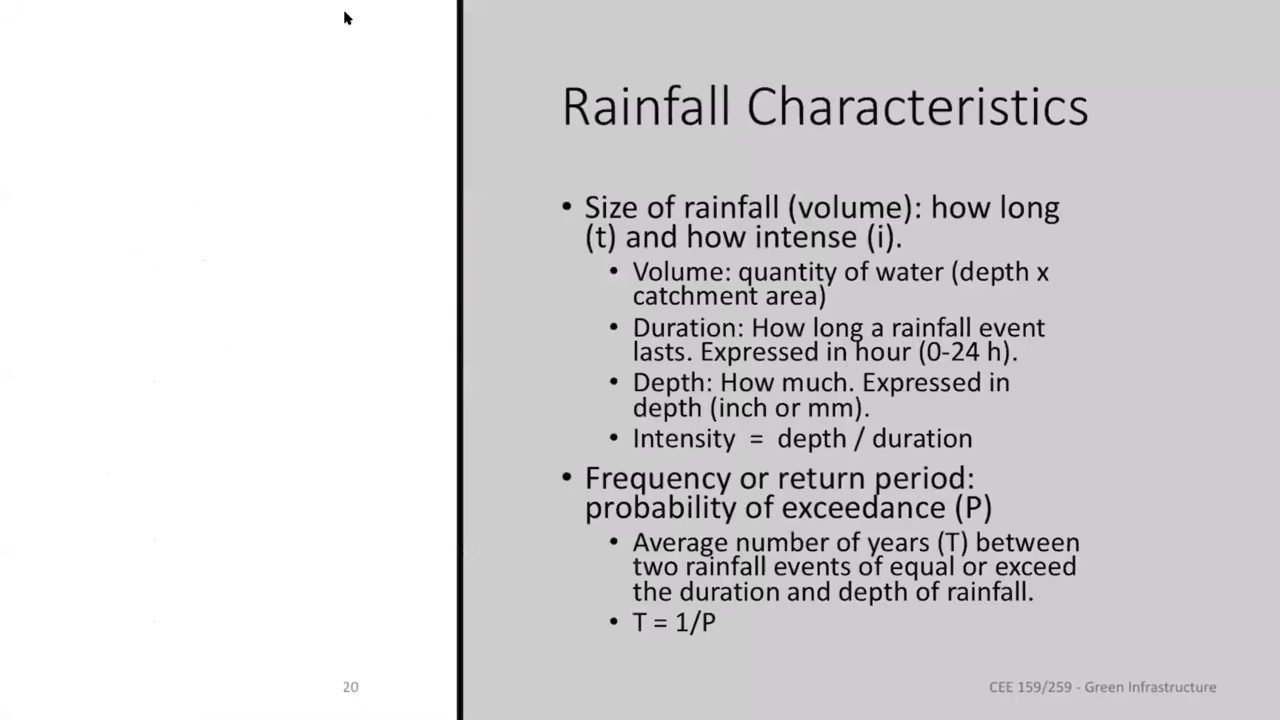 Rainfall Characteristics
• Size of rainfall (volume): how long
(t) and how intense (i).
• Volume: quantity of water (depth x
catchment area)
• Duration: How long a rainfall event
lasts. Expressed in hour (0-24 h).
• Depth: How much. Expressed in
depth (inch or mm).
• Intensity = depth / duration
• Frequency or return period:
probability of exceedance (P)
• Average number of years (T) between
two rainfall events of equal or exceed
the duration and depth of rainfall.
• T = 1/P
20
CEE 159/259 - Green Infrastructure